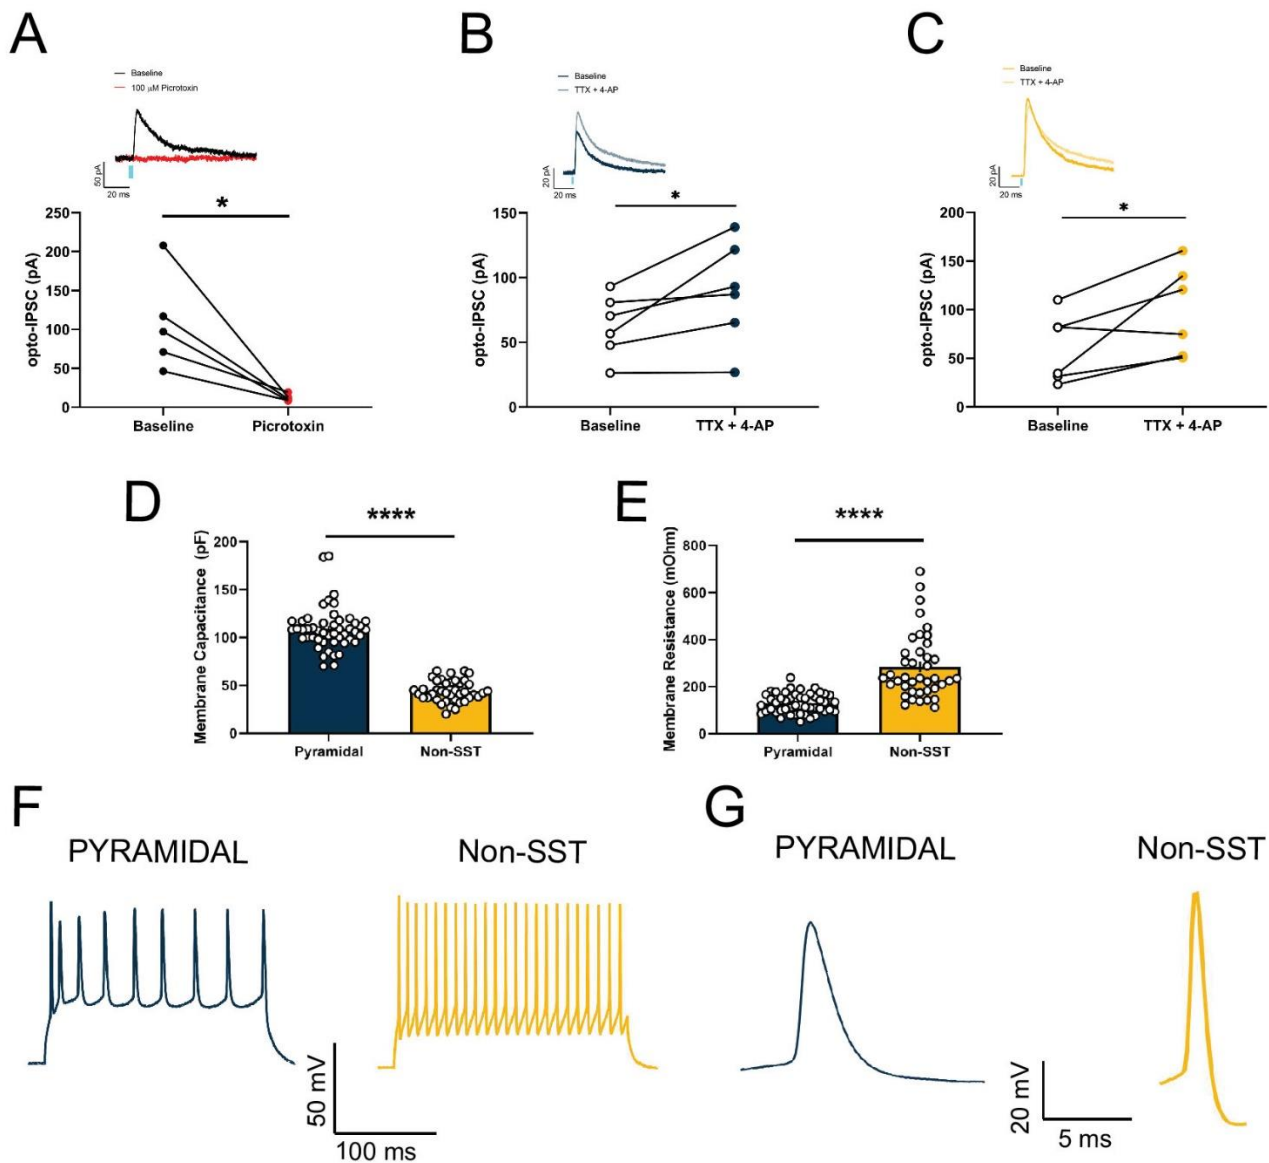 A
Baseline
100 μM Picrotoxin
50 pA
20 ms
*
opto-IPSC (pA)
250
200
150
100
50
0
Baseline
Picrotoxin
B
Baseline
TTX + 4-AP
20 pA
20 ms
*
opto-IPSC (pA)
150
100
50
0
Baseline
TTX + 4-AP
C
Baseline
TTX + 4-AP
20 pA
20 ms
*
opto-IPSC (pA)
200
150
100
50
0
Baseline
TTX + 4-AP
D
****
Membrane Capacitance (pF)
200
150
100
50
0
Pyramidal
Non-SST
E
****
Membrane Resistance (mOhm)
800
600
400
200
0
Pyramidal
Non-SST
F
PYRAMIDAL
Non-SST
50 mV
100 ms
G
PYRAMIDAL
Non-SST
20 mV
5 ms